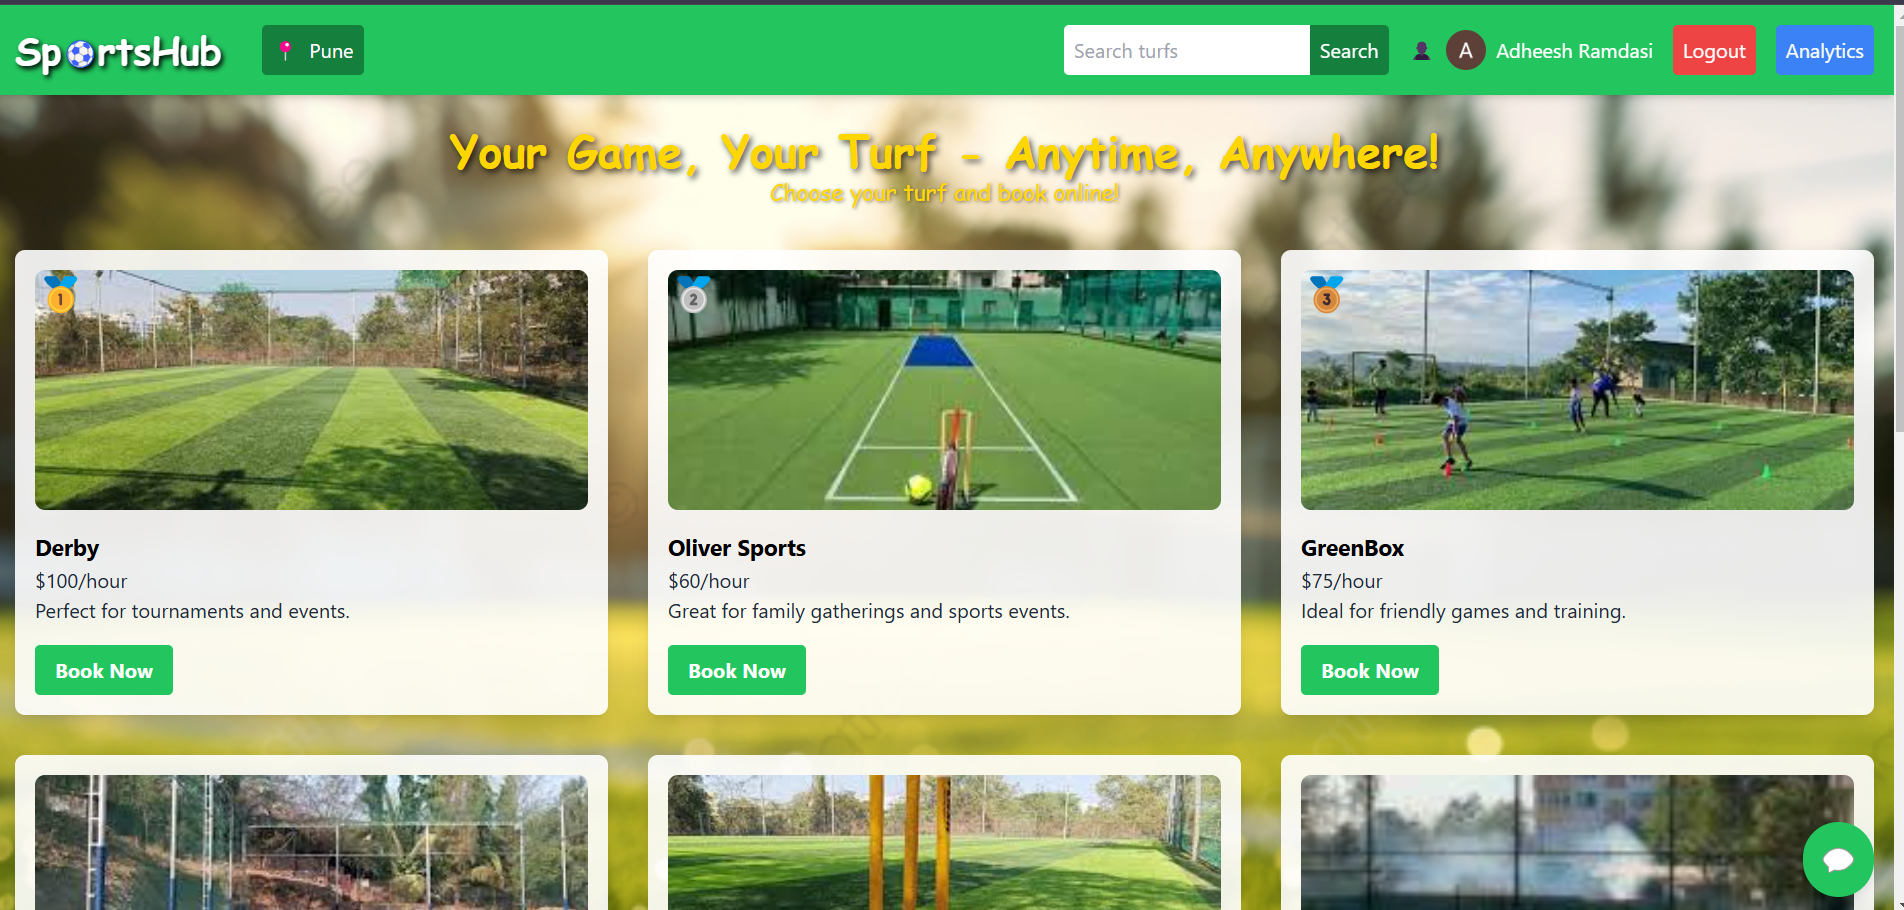 SportsHub
Pune
Search turfs
Search
A
Adheesh Ramdasi
Logout
Analytics
Your Game, Your Turf - Anytime, Anywhere!
Choose your turf and book online!
1
2
3
Derby
$100/hour
Perfect for tournaments and events.
Book Now
Oliver Sports
$60/hour
Great for family gatherings and sports events.
Book Now
GreenBox
$75/hour
Ideal for friendly games and training.
Book Now